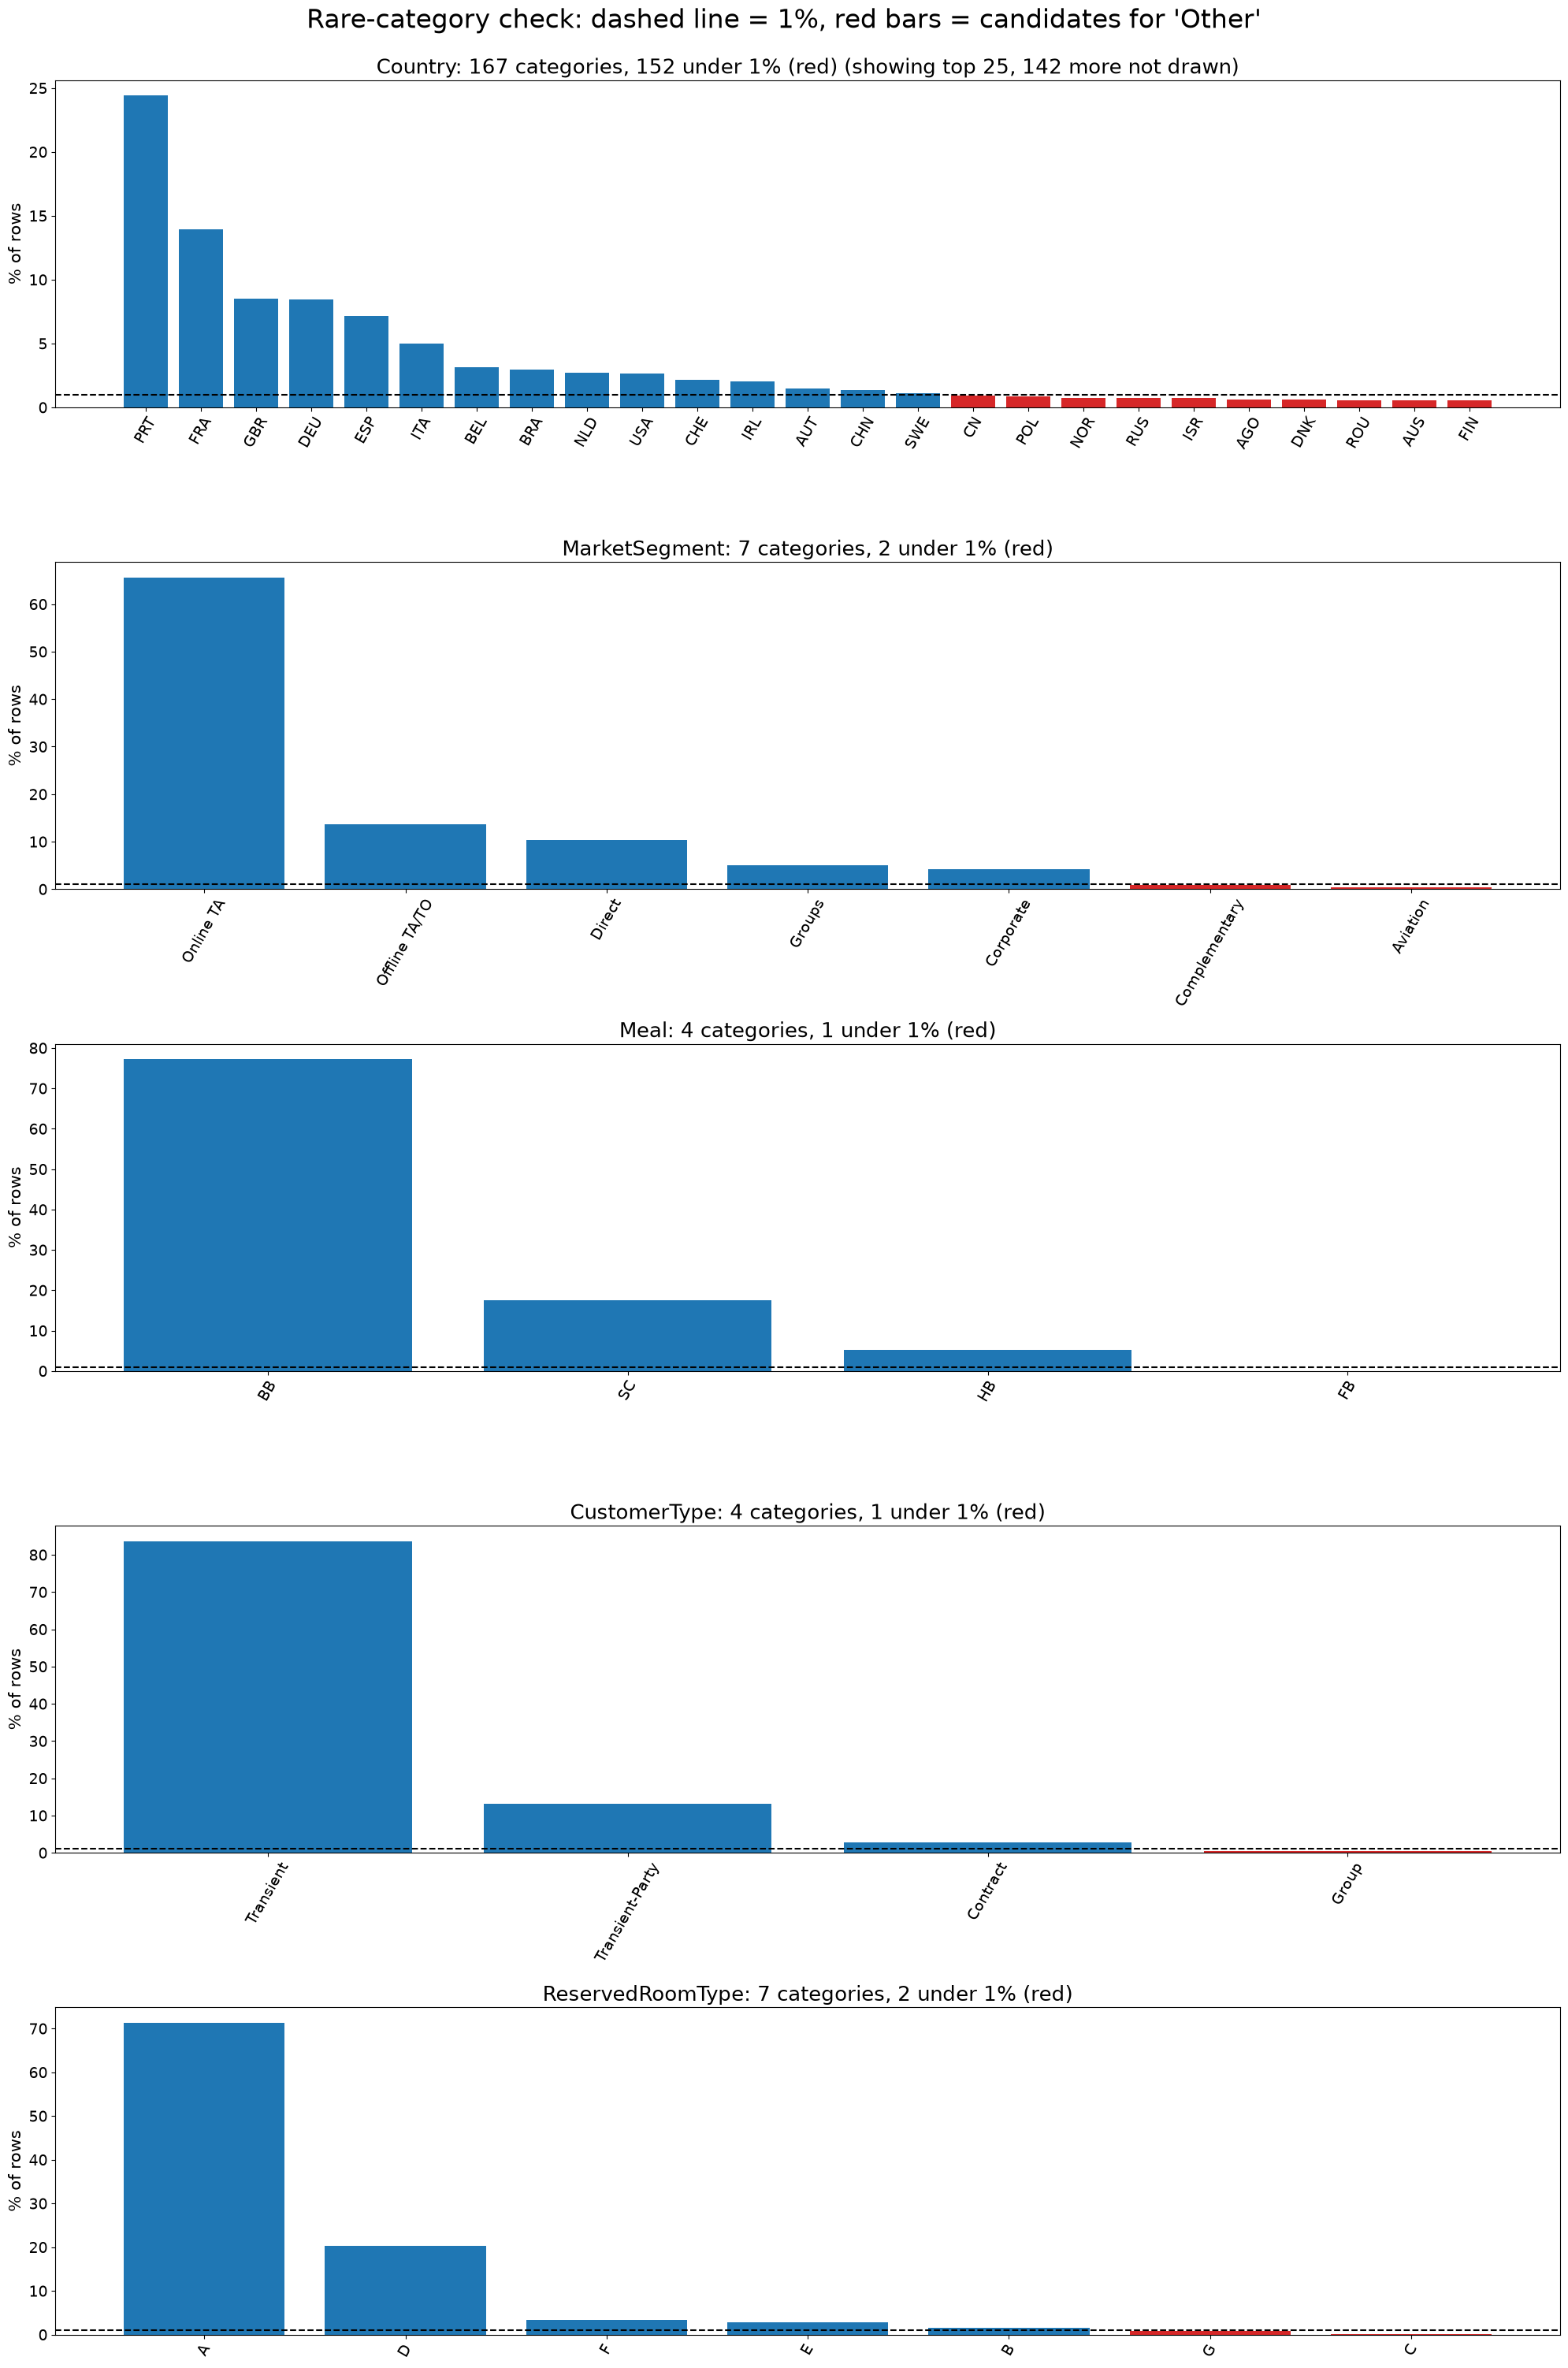 Rare-category check: dashed line = 1%, red bars = candidates for 'Other'
Country: 167 categories, 152 under 1% (red) (showing top 25, 142 more not drawn)
% of rows
25
20
15
10
5
0
PRT FRA GBR DEU ESP ITA BEL BRA NLD USA CHE IRL AUT CHN SWE CN POL NOR RUS ISR AGO DNK ROU AUS FIN
MarketSegment: 7 categories, 2 under 1% (red)
% of rows
60
50
40
30
20
10
0
Online TA Offline TA/TO Direct Groups Corporate Complementary Aviation
Meal: 4 categories, 1 under 1% (red)
% of rows
80
70
60
50
40
30
20
10
0
BB SC HB FB
CustomerType: 4 categories, 1 under 1% (red)
% of rows
80
70
60
50
40
30
20
10
0
Transient Transient-Party Contract Group
ReservedRoomType: 7 categories, 2 under 1% (red)
% of rows
70
60
50
40
30
20
10
0
A D F E B G C